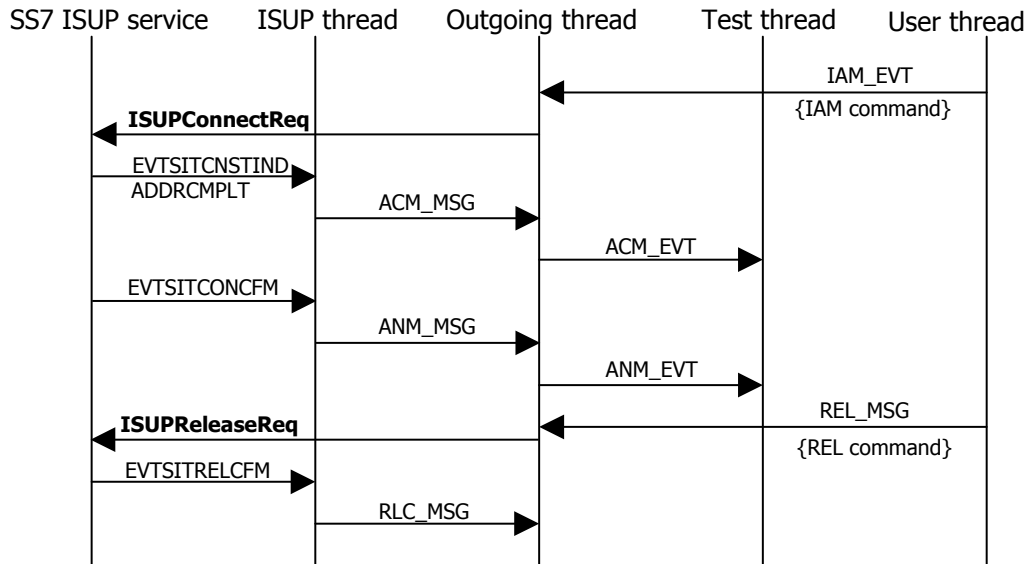 SS7 ISUP service ISUP thread Outgoing thread Test thread User thread
IAM_EVT
{IAM command}
ISUPConnectReq
EVTSITCNSTIND
ADDRCMPLT
ACM_MSG
ACM_EVT
EVTSITCONCFM
ANM_MSG
ANM_EVT
REL_MSG
ISUPReleaseReq
{REL command}
EVTSITRELCFM
RLC_MSG